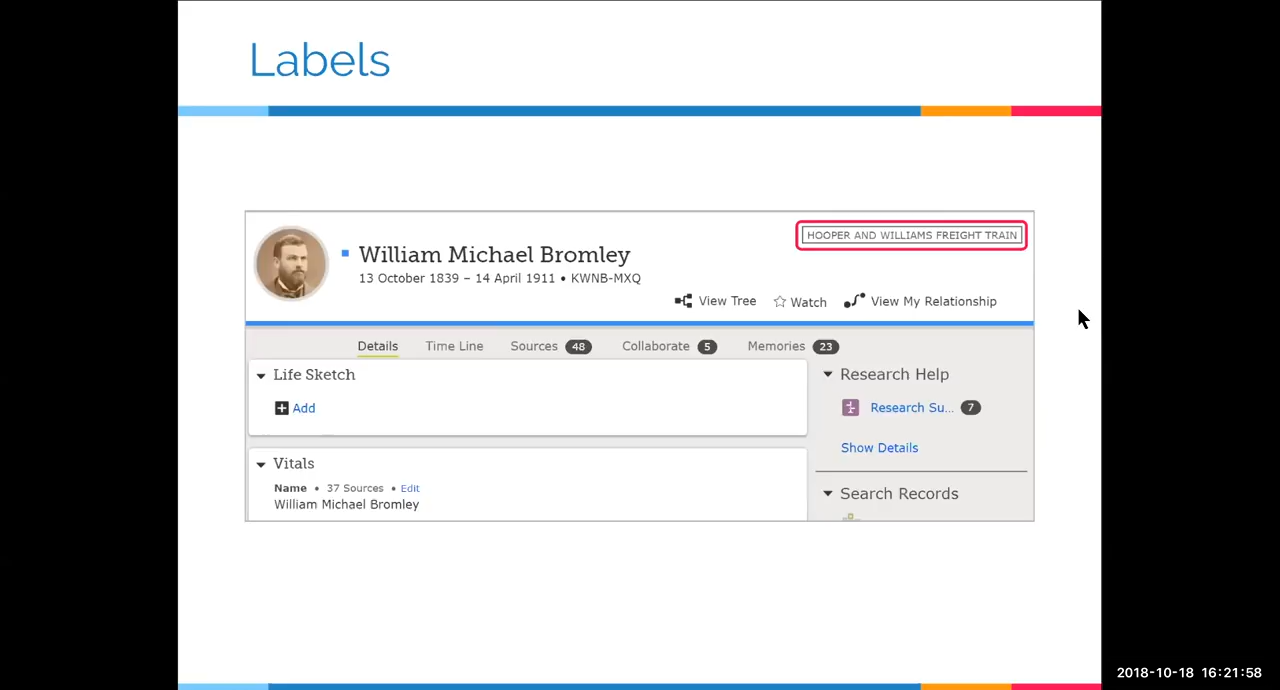 Labels
HOOPER AND WILLIAMS FREIGHT TRAIN
William Michael Bromley
13 October 1839 – 14 April 1911 • KWNB-MXQ
View Tree Watch View My Relationship
Details Time Line Sources 48 Collaborate 5 Memories 23
Life Sketch
Add
Vitals
Name • 37 Sources • Edit
William Michael Bromley
Research Help
Research Su... 7
Show Details
Search Records
2018-10-18 16:21:58